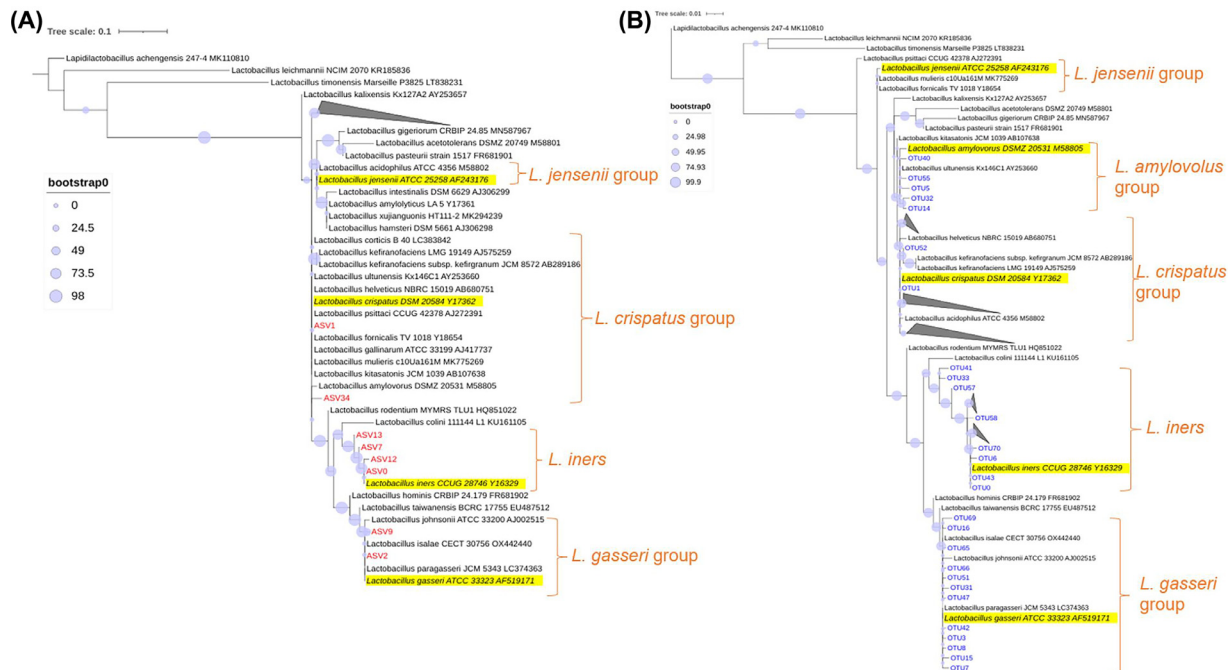 (A)
Tree scale: 0.1
Lapidilactobacillus achengensis 247-4 MK110810
Lactobacillus leichmannii NCIM 2070 KR185836
Lactobacillus timonensis Marseille P3825 LT838231
Lactobacillus kalixensis Kx127A2 AY253657
Lactobacillus gigeriorum CRBIP 24.85 MN587967
Lactobacillus acetotolerans DSMZ 20749 M58801
Lactobacillus pasteurii strain 1517 FR681901
Lactobacillus acidophilus ATCC 4356 M58802
Lactobacillus jensenii ATCC 25258 AF243176
L. jensenii group
Lactobacillus intestinalis DSM 6629 AJ306299
Lactobacillus amylolyticus LA 5 Y17361
Lactobacillus xujianguonis HT111-2 MK294239
Lactobacillus hamsteri DSM 5661 AJ306298
Lactobacillus corticis B 40 LC383842
Lactobacillus kefiranofaciens LMG 19149 AJ575259
Lactobacillus kefiranofaciens subsp. kefirgranum JCM 8572 AB289186
Lactobacillus ultunensis Kx146C1 AY253660
Lactobacillus helveticus NBRC 15019 AB680751
Lactobacillus crispatus DSM 20584 Y17362
Lactobacillus psittaci CCUG 42378 AJ272391
ASV1
L. crispatus group
Lactobacillus fornicalis TV 1018 Y18654
Lactobacillus gallinarum ATCC 33199 AJ417737
Lactobacillus mulieris c10Ua161M MK775269
Lactobacillus kitasatonis JCM 1039 AB107638
Lactobacillus amylovorus DSMZ 20531 M58805
ASV34
Lactobacillus rodentium MYMRS TLU1 HQ851022
Lactobacillus colini 111144 L1 KU161105
ASV13
ASV7
ASV12
ASV0
Lactobacillus iners CCUG 28746 Y16329
L. iners
Lactobacillus hominis CRBIP 24.179 FR681902
Lactobacillus taiwanensis BCRC 17755 EU487512
Lactobacillus johnsonii ATCC 33200 AJ002515
ASV9
Lactobacillus isalae CECT 30756 OX442440
ASV2
Lactobacillus paragasseri JCM 5343 LC374363
Lactobacillus gasseri ATCC 33323 AF519171
L. gasseri group
bootstrap0
0
24.5
49
73.5
98
(B)
Tree scale: 0.01
Lapidilactobacillus achengensis 247-4 MK110810
Lactobacillus leichmannii NCIM 2070 KR185836
Lactobacillus timonensis Marseille P3825 LT838231
Lactobacillus psittaci CCUG 42378 AJ272391
Lactobacillus jensenii ATCC 25258 AF243176
Lactobacillus mulieris c10Ua161M MK775269
Lactobacillus fornicalis TV 1018 Y18654
L. jensenii group
Lactobacillus kalixensis Kx127A2 AY253657
Lactobacillus acetotolerans DSMZ 20749 M58801
Lactobacillus gigeriorum CRBIP 24.85 MN587967
Lactobacillus pasteurii strain 1517 FR681901
Lactobacillus kitasatonis JCM 1039 AB107638
Lactobacillus amylovorus DSMZ 20531 M58805
OTU40
Lactobacillus ultunensis Kx146C1 AY253660
OTU55
OTU5
OTU32
OTU14
L. amylovolus
group
Lactobacillus helveticus NBRC 15019 AB680751
OTU52
Lactobacillus kefiranofaciens subsp. kefirgranum JCM 8572 AB289186
Lactobacillus kefiranofaciens LMG 19149 AJ575259
Lactobacillus crispatus DSM 20584 Y17362
OTU1
Lactobacillus acidophilus ATCC 4356 M58802
L. crispatus
group
Lactobacillus rodentium MYMRS TLU1 HQ851022
Lactobacillus colini 111144 L1 KU161105
OTU41
OTU33
OTU57
OTU58
OTU70
OTU6
Lactobacillus iners CCUG 28746 Y16329
OTU43
OTU0
L. iners
Lactobacillus hominis CRBIP 24.179 FR681902
Lactobacillus taiwanensis BCRC 17755 EU487512
OTU69
OTU16
Lactobacillus isalae CECT 30756 OX442440
OTU65
Lactobacillus johnsonii ATCC 33200 AJ002515
OTU66
OTU51
OTU31
OTU47
Lactobacillus paragasseri JCM 5343 LC374363
Lactobacillus gasseri ATCC 33323 AF519171
OTU42
OTU3
OTU8
OTU15
OTU7
L. gasseri
group
bootstrap0
0
24.98
49.95
74.93
99.9